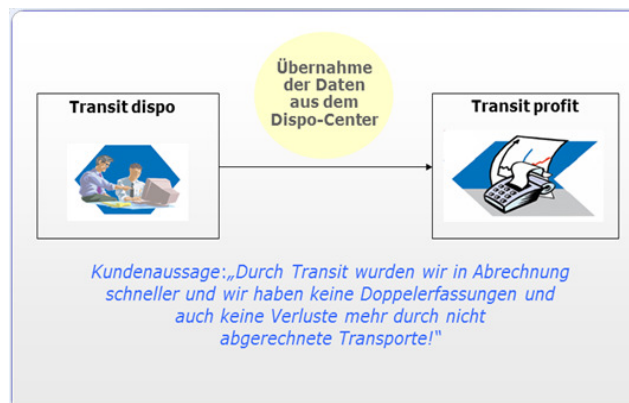 Übernahme
der Daten
aus dem
Dispo-Center
Transit dispo
Transit profit
Kundenaussage:„Durch Transit wurden wir in Abrechnung
schneller und wir haben keine Doppelerfassungen und
auch keine Verluste mehr durch nicht
abgerechnete Transporte!“